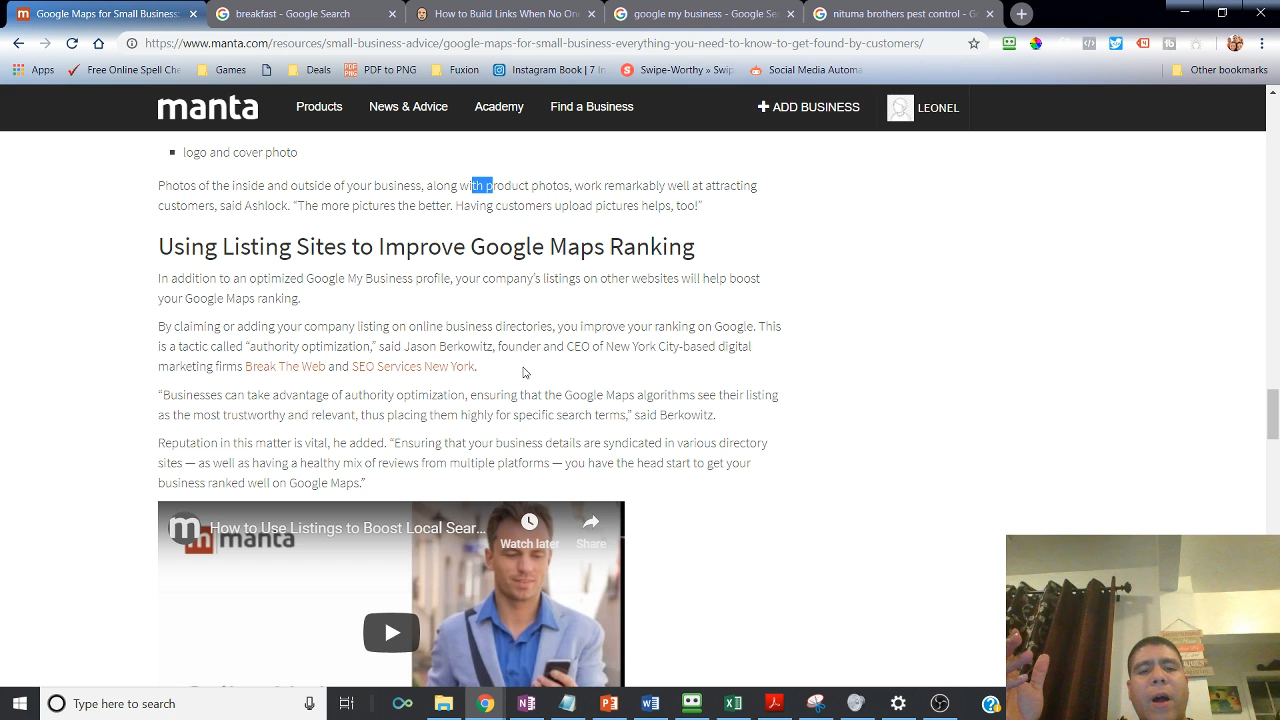 Google Maps for Small Business:
breakfast - Google Search
How to Build Links When No On
google my business - Google Se
nituma brothers pest control - G
https://www.manta.com/resources/small-business-advice/google-maps-for-small-business-everything-you-need-to-know-to-get-found-by-customers/
Apps
Free Online Spell Che
Games
Deals
PDF to PNG
Fuxion
Instagram Book | 7 In
Swipe-Worthy » Swip
Social Media Automa
Other bookmarks
manta
Products
News & Advice
Academy
Find a Business
+ ADD BUSINESS
LEONEL
▪ logo and cover photo
Photos of the inside and outside of your business, along with product photos, work remarkably well at attracting
customers, said Ashlock. “The more pictures the better. Having customers upload pictures helps, too!”
Using Listing Sites to Improve Google Maps Ranking
In addition to an optimized Google My Business profile, your company’s listings on other websites will help boost
your Google Maps ranking.
By claiming or adding your company listing on online business directories, you improve your ranking on Google. This
is a tactic called “authority optimization,” said Jason Berkowitz, founder and CEO of New York City-based digital
marketing firms Break The Web and SEO Services New York.
“Businesses can take advantage of authority optimization, ensuring that the Google Maps algorithms see their listing
as the most trustworthy and relevant, thus placing them highly for specific search terms,” said Berkowitz.
Reputation in this matter is vital, he added. “Ensuring that your business details are syndicated in various directory
sites — as well as having a healthy mix of reviews from multiple platforms — you have the head start to get your
business ranked well on Google Maps.”
How to Use Listings to Boost Local Sear...
manta
Watch later
Share
Type here to search